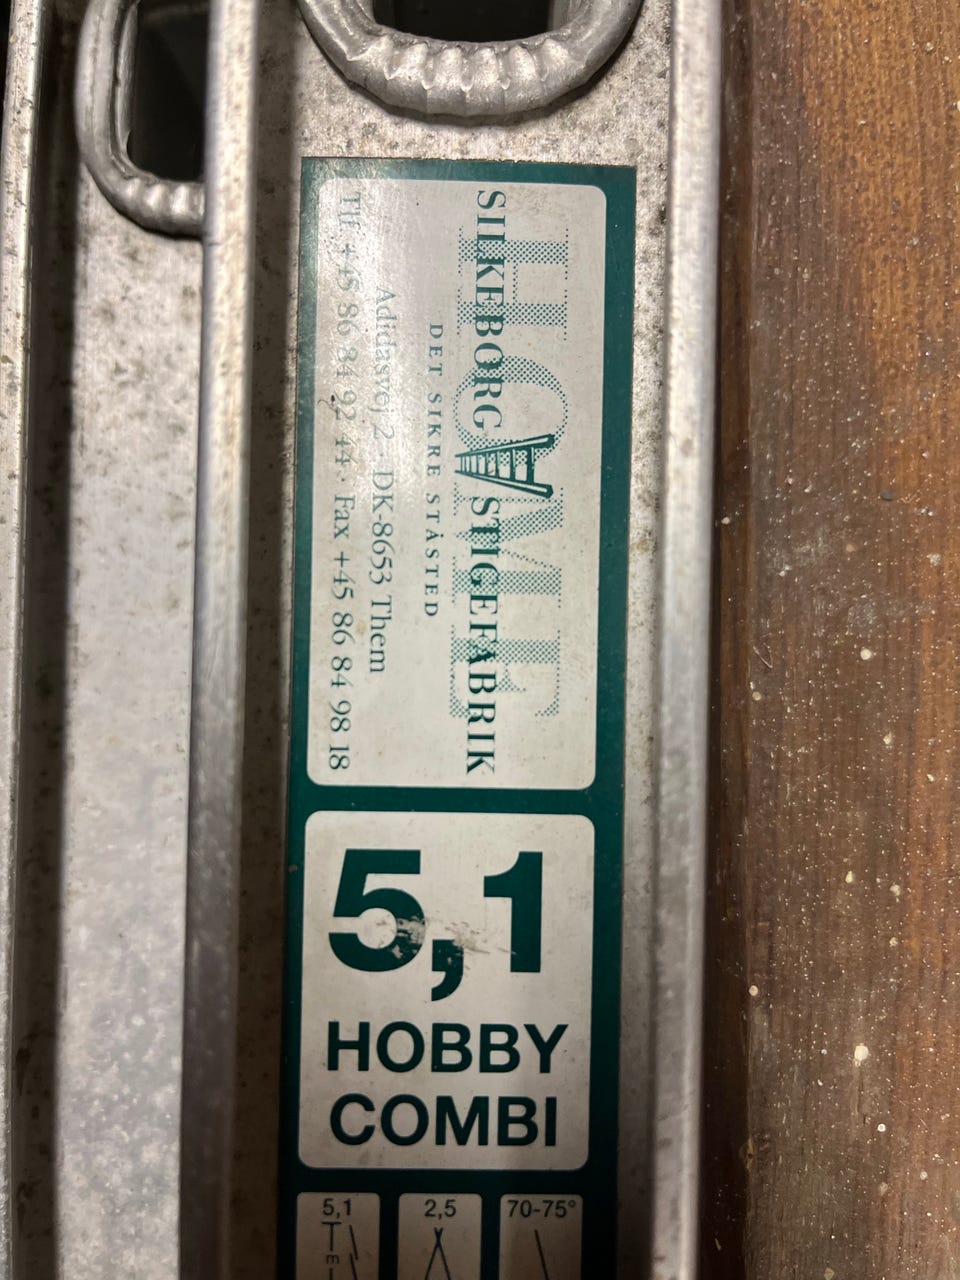 HOME
SILKEBORG STIGEFABRIK
DET SIKRE STÅSTED
Adidasvej 2 · DK-8653 Them
Tlf +45 86 84 92 44 · Fax +45 86 84 98 18
5,1
HOBBY
COMBI
5,1 2,5 70-75°
m